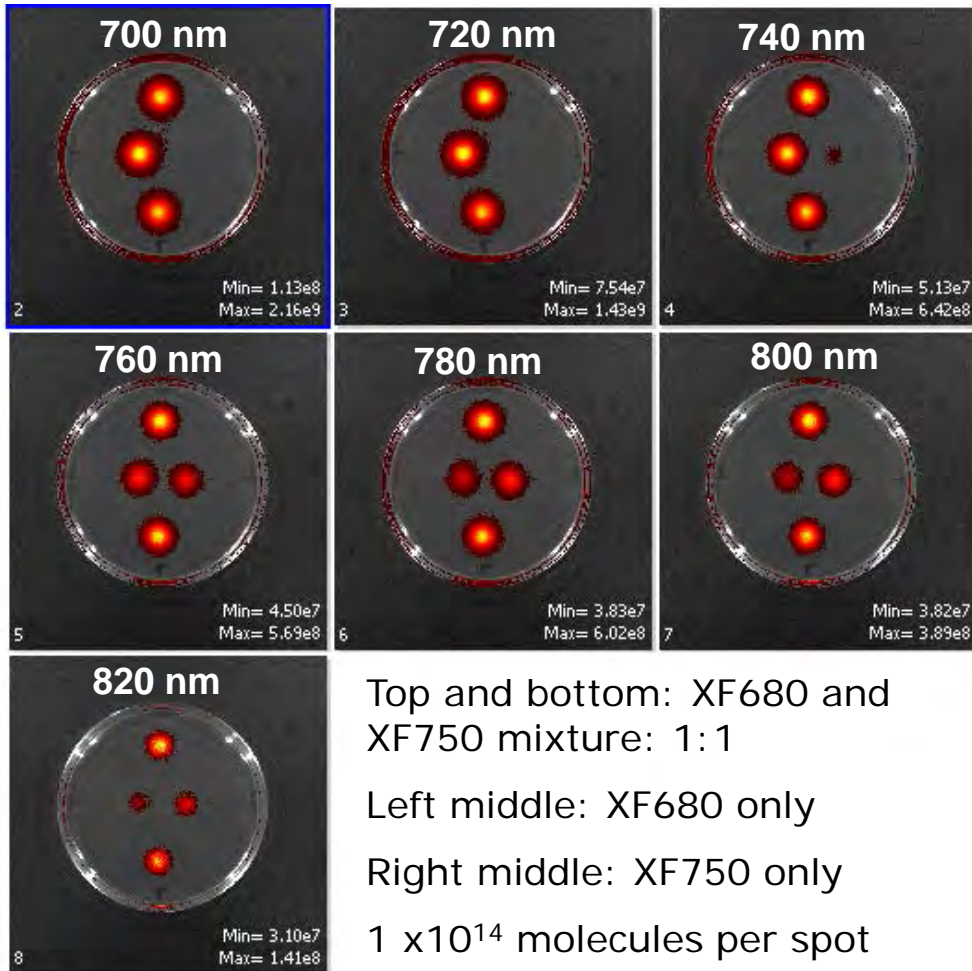 700 nm
Min= 1.13e8
2 Max= 2.16e9
720 nm
Min= 7.54e7
3 Max= 1.43e9
740 nm
Min= 5.13e7
4 Max= 6.42e8
760 nm
Min= 4.50e7
5 Max= 5.69e8
780 nm
Min= 3.83e7
6 Max= 6.02e8
800 nm
Min= 3.82e7
7 Max= 3.89e8
820 nm
Min= 3.10e7
8 Max= 1.41e8
Top and bottom: XF680 and
XF750 mixture: 1:1
Left middle: XF680 only
Right middle: XF750 only
1 x10¹⁴ molecules per spot